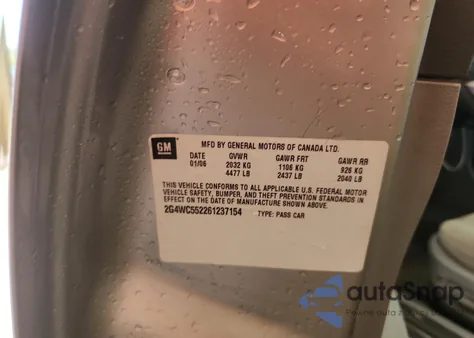 GM
MFD BY GENERAL MOTORS OF CANADA LTD.
DATE GVWR GAWR FRT GAWR RR
01/06 2032 KG 1106 KG 926 KG
4477 LB 2437 LB 2040 LB
THIS VEHICLE CONFORMS TO ALL APPLICABLE U.S. FEDERAL MOTOR
VEHICLE SAFETY, BUMPER, AND THEFT PREVENTION STANDARDS IN
EFFECT ON THE DATE OF MANUFACTURE SHOWN ABOVE.
2G4WC552261237154 TYPE: PASS CAR
autoSnap